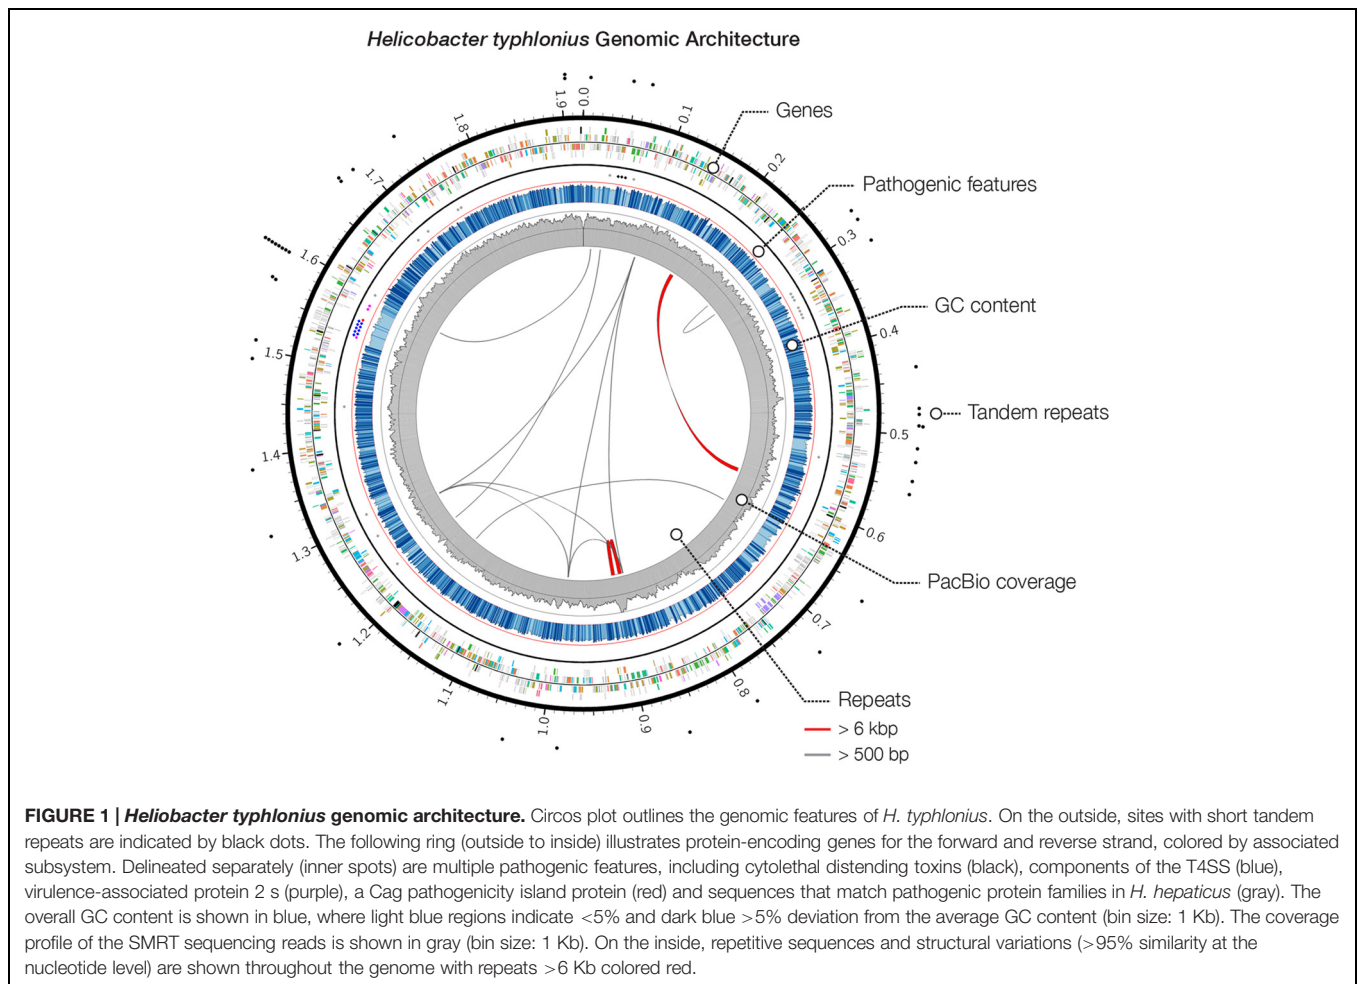 Helicobacter typhlonius Genomic Architecture
0.0
0.1
0.2
0.3
0.4
0.5
0.6
0.7
0.8
0.9
1.0
1.1
1.2
1.3
1.4
1.5
1.6
1.7
1.8
1.9
Genes
Pathogenic features
GC content
Tandem repeats
PacBio coverage
Repeats
> 6 kbp
> 500 bp
FIGURE 1 | Heliobacter typhlonius genomic architecture. Circos plot outlines the genomic features of H. typhlonius. On the outside, sites with short tandem
repeats are indicated by black dots. The following ring (outside to inside) illustrates protein-encoding genes for the forward and reverse strand, colored by associated
subsystem. Delineated separately (inner spots) are multiple pathogenic features, including cytolethal distending toxins (black), components of the T4SS (blue),
virulence-associated protein 2 s (purple), a Cag pathogenicity island protein (red) and sequences that match pathogenic protein families in H. hepaticus (gray). The
overall GC content is shown in blue, where light blue regions indicate <5% and dark blue >5% deviation from the average GC content (bin size: 1 Kb). The coverage
profile of the SMRT sequencing reads is shown in gray (bin size: 1 Kb). On the inside, repetitive sequences and structural variations (>95% similarity at the
nucleotide level) are shown throughout the genome with repeats >6 Kb colored red.